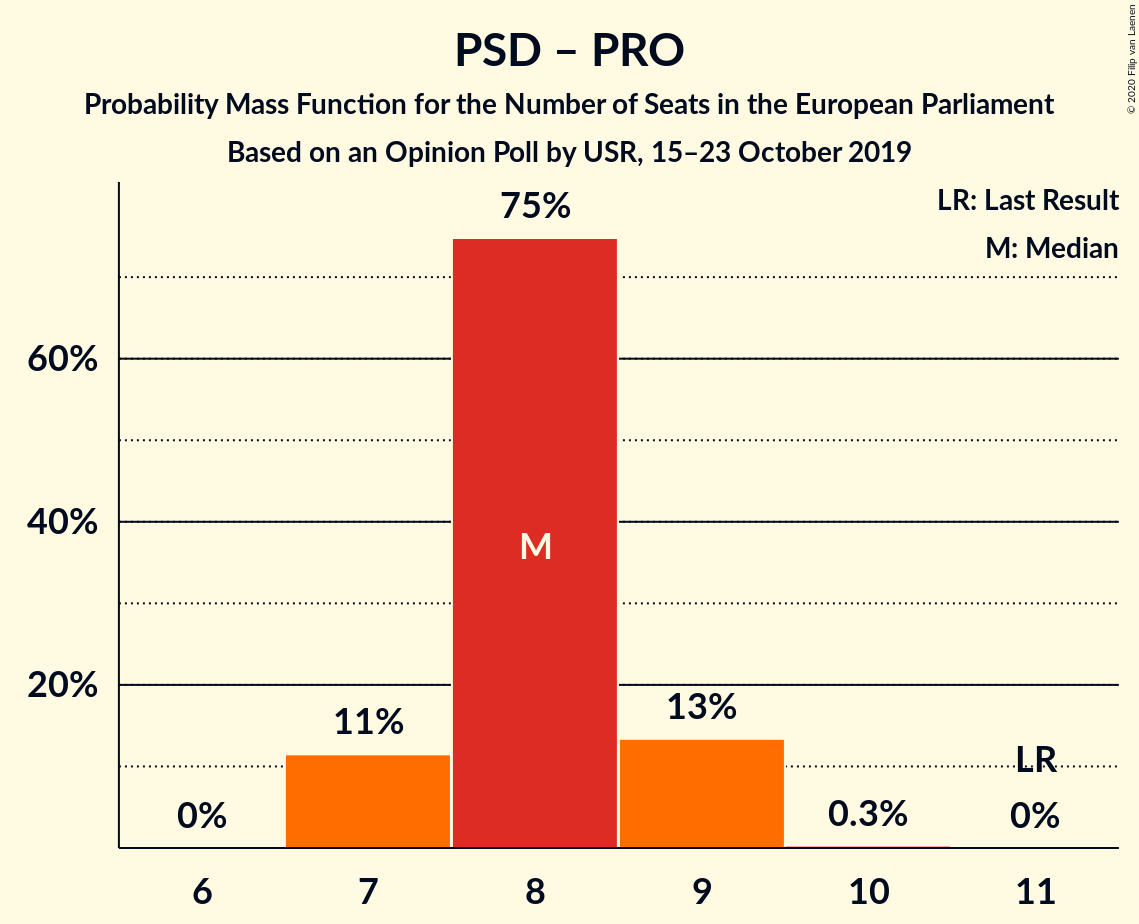 PSD – PRO
Probability Mass Function for the Number of Seats in the European Parliament
Based on an Opinion Poll by USR, 15–23 October 2019
© 2020 Filip van Laenen
LR: Last Result
M: Median
75%
60%
40%
20%
M
0%
11%
13%
0.3%
LR
0%
6 7 8 9 10 11